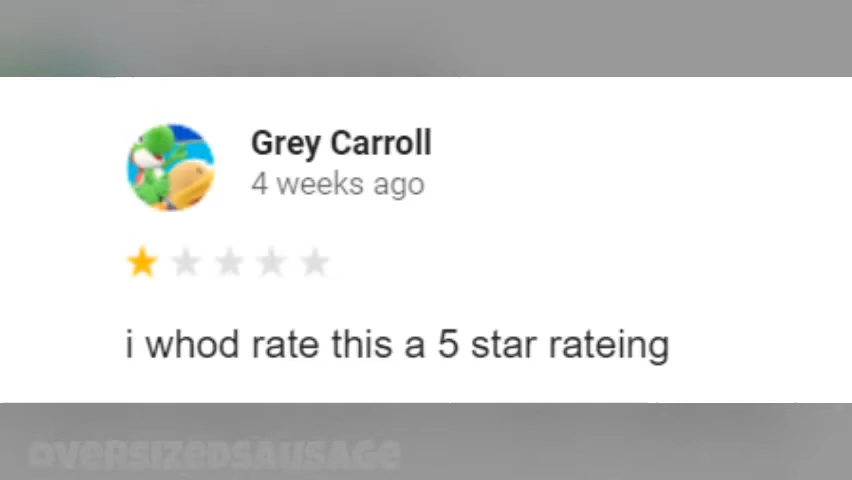 Grey Carroll
4 weeks ago
i whod rate this a 5 star rateing
OVERSIZEDSAUSAGE